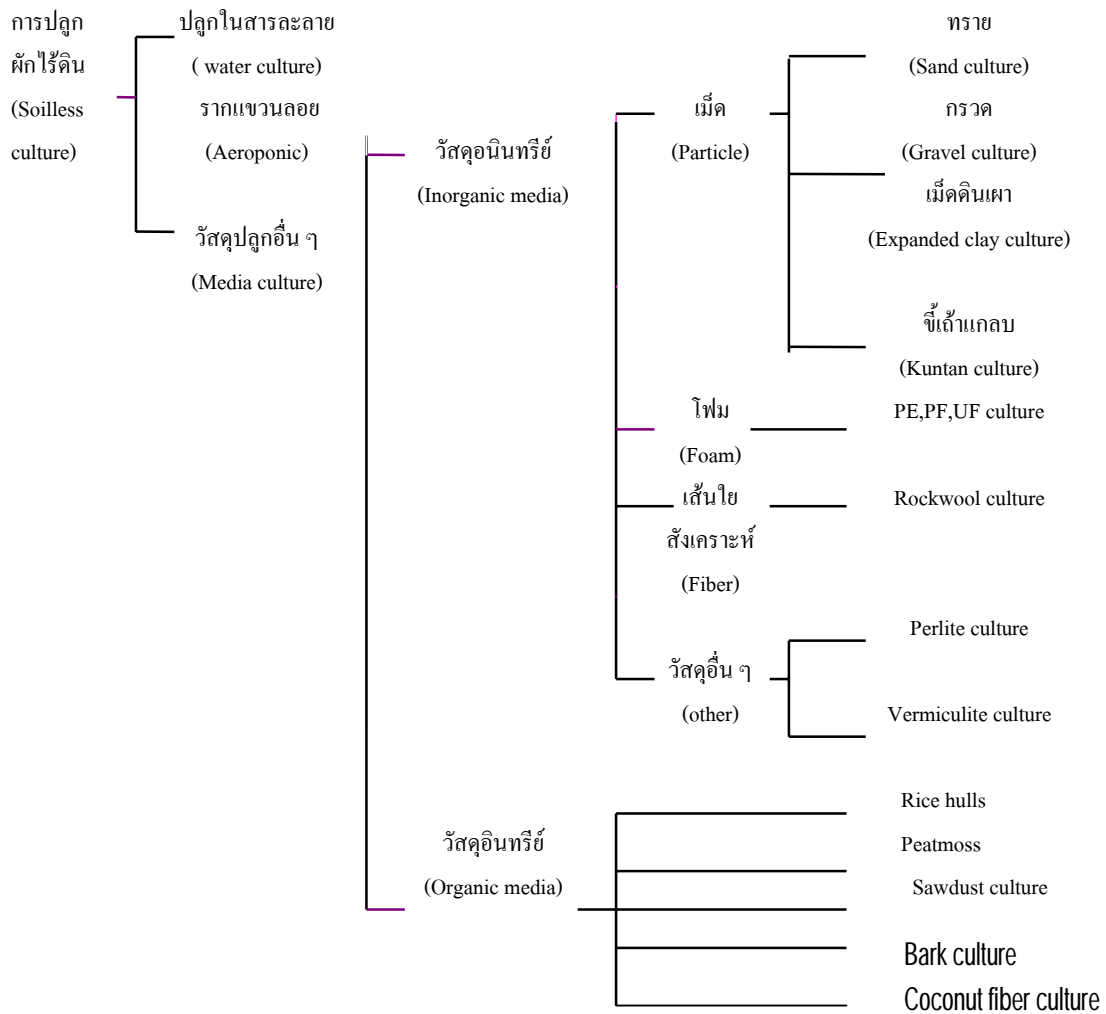 การปลูก
ผักไร้ดิน
(Soilless
culture)
ปลูกในสารละลาย
( water culture)
รากแขวนลอย
(Aeroponic)
วัสดุปลูกอื่น ๆ
(Media culture)
วัสดุอนินทรีย์
(Inorganic media)
เม็ด
(Particle)
ทราย
(Sand culture)
กรวด
(Gravel culture)
เม็ดดินเผา
(Expanded clay culture)
ขี้เถ้าแกลบ
(Kuntan culture)
โฟม
(Foam)
PE,PF,UF culture
เส้นใย
สังเคราะห์
(Fiber)
Rockwool culture
วัสดุอื่น ๆ
(other)
Perlite culture
Vermiculite culture
วัสดุอินทรีย์
(Organic media)
Rice hulls
Peatmoss
Sawdust culture
Bark culture
Coconut fiber culture